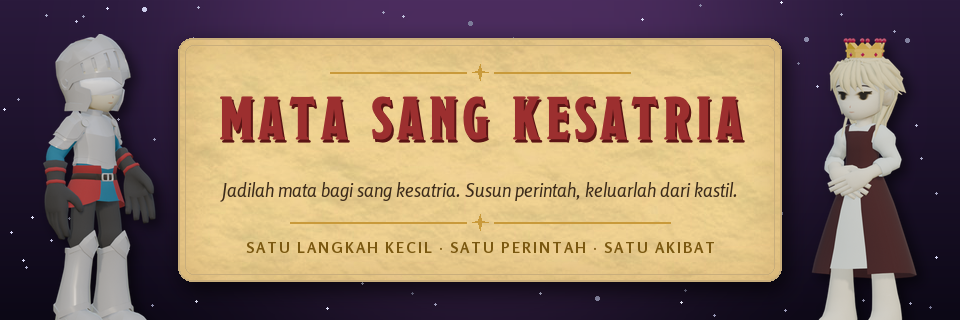 MATA SANG KESATRIA
Jadilah mata bagi sang kesatria. Susun perintah, keluarlah dari kastil.
SATU LANGKAH KECIL · SATU PERINTAH · SATU AKIBAT